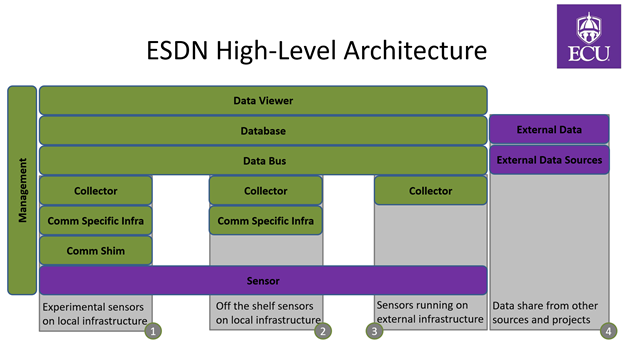 ESDN High-Level Architecture
ECU
Management
Data Viewer
Database
External Data
Data Bus
External Data Sources
Collector
Collector
Collector
Comm Specific Infra
Comm Specific Infra
Comm Shim
Sensor
Experimental sensors
on local infrastructure
1
Off the shelf sensors
on local infrastructure
2
Sensors running on
external infrastructure
3
Data share from other
sources and projects
4